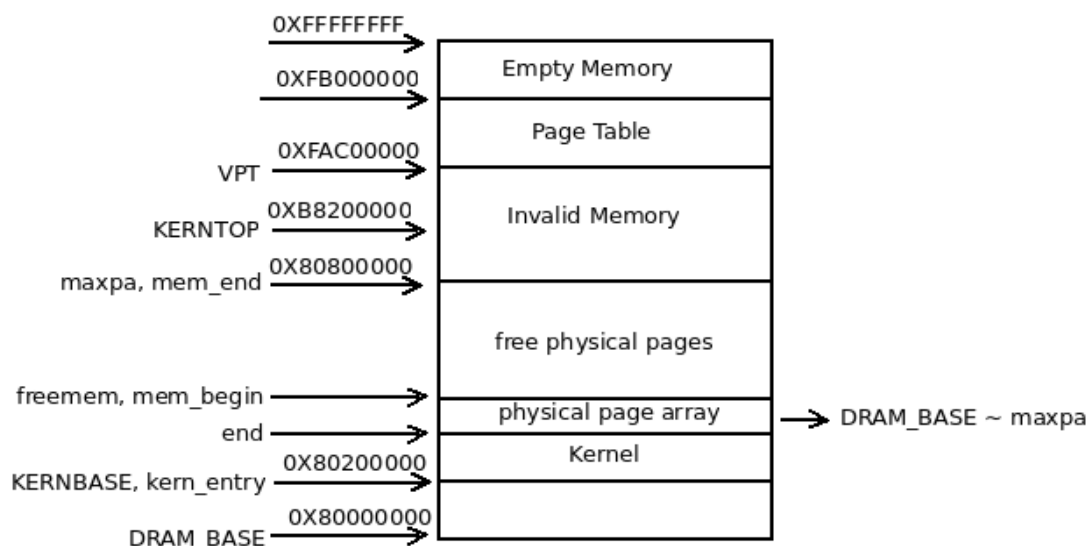 0XFFFFFFFF
Empty Memory
0XFB000000
Page Table
0XFAC00000
VPT
0XB8200000
Invalid Memory
KERNTOP
0X80800000
maxpa, mem_end
free physical pages
freemem, mem_begin
physical page array
DRAM_BASE ~ maxpa
end
Kernel
0X80200000
KERNBASE, kern_entry
0X80000000
DRAM_BASE